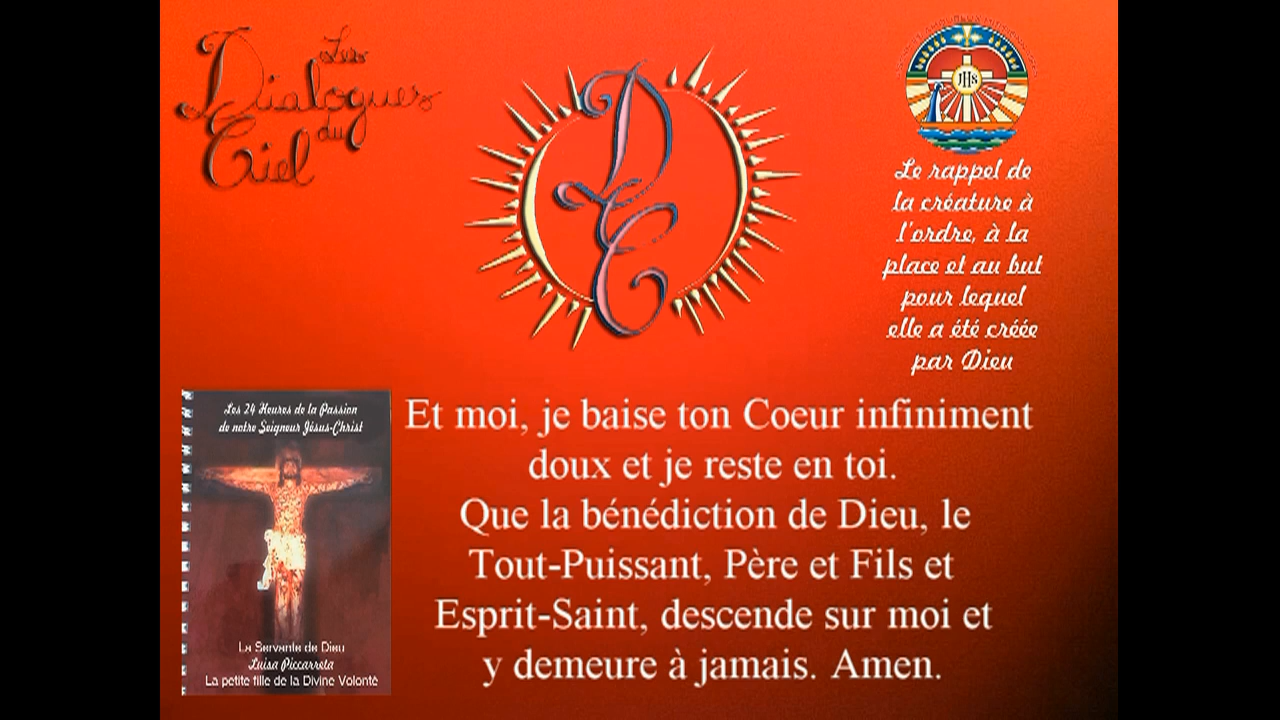 Les
Dialogues
du
Ciel
DC
JHS
Le rappel de
la créature à
l'ordre, à la
place et au but
pour lequel
elle a été créée
par Dieu
Les 24 Heures de la Passion
de notre Seigneur Jésus-Christ
La Servante de Dieu
Luisa Piccarreta
La petite fille de la Divine Volonté
Et moi, je baise ton Coeur infiniment
doux et je reste en toi.
Que la bénédiction de Dieu, le
Tout-Puissant, Père et Fils et
Esprit-Saint, descende sur moi et
y demeure à jamais. Amen.